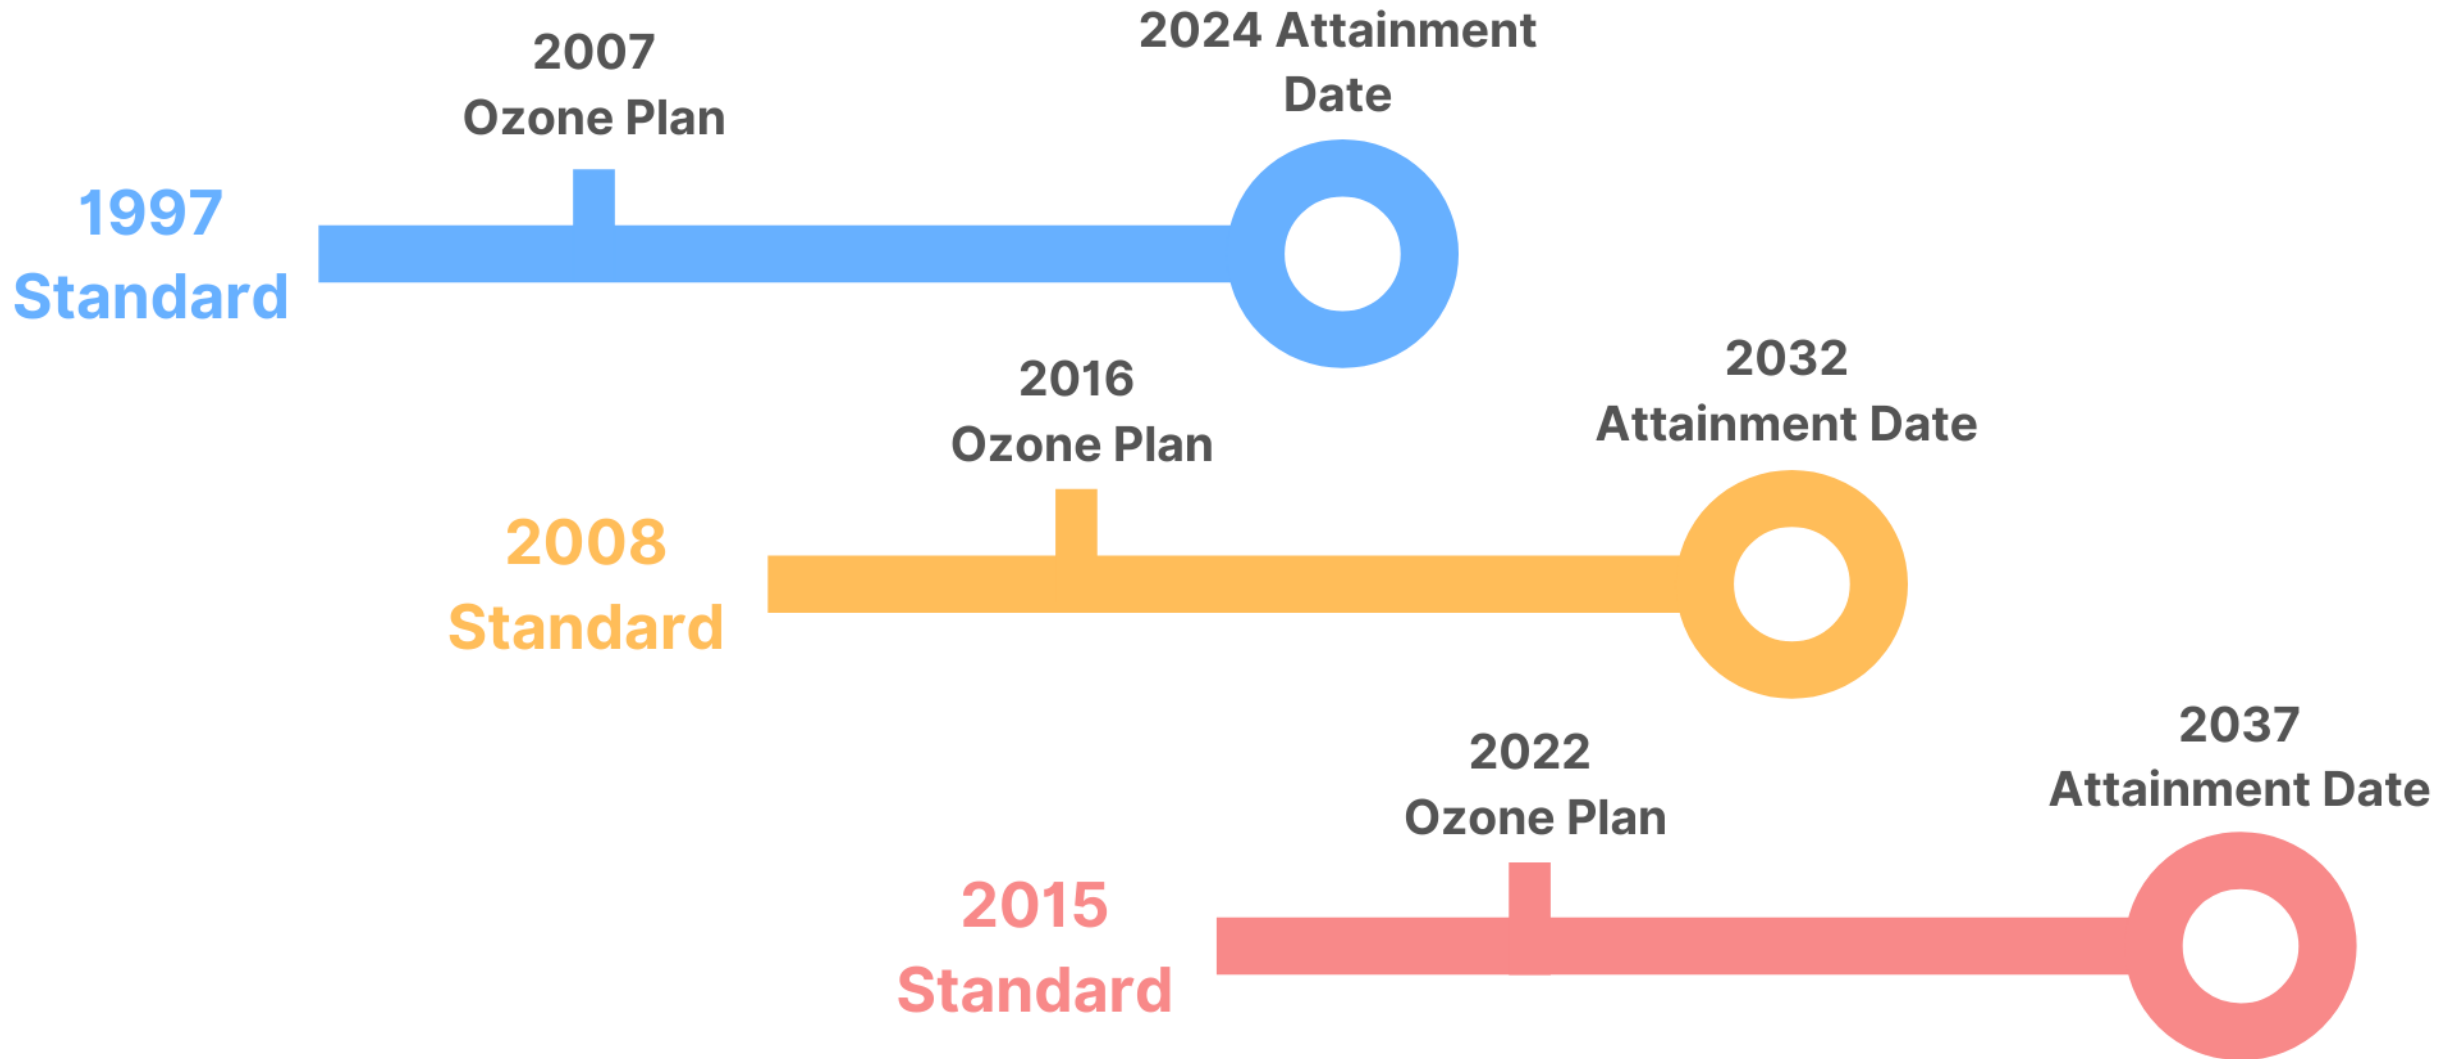 2007
Ozone Plan
2024 Attainment
Date
1997
Standard
2016
Ozone Plan
2032
Attainment Date
2008
Standard
2022
Ozone Plan
2037
Attainment Date
2015
Standard